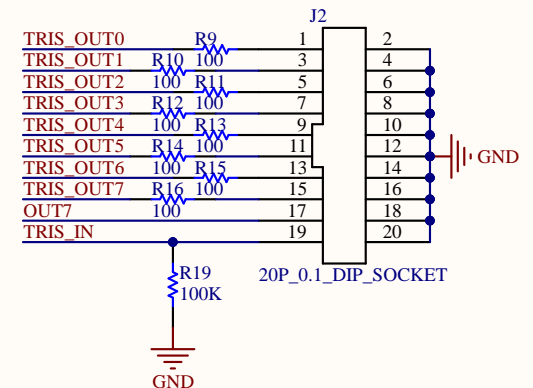 J2
TRIS_OUT0 R9 1 2
TRIS_OUT1 R10 100 3 4
TRIS_OUT2 100 R11 5 6
TRIS_OUT3 R12 100 7 8
TRIS_OUT4 100 R13 9 10
TRIS_OUT5 R14 100 11 12
GND
TRIS_OUT6 100 R15 13 14
TRIS_OUT7 R16 100 15 16
OUT7 100 17 18
TRIS_IN 19 20
R19 20P_0.1_DIP_SOCKET
100K
GND